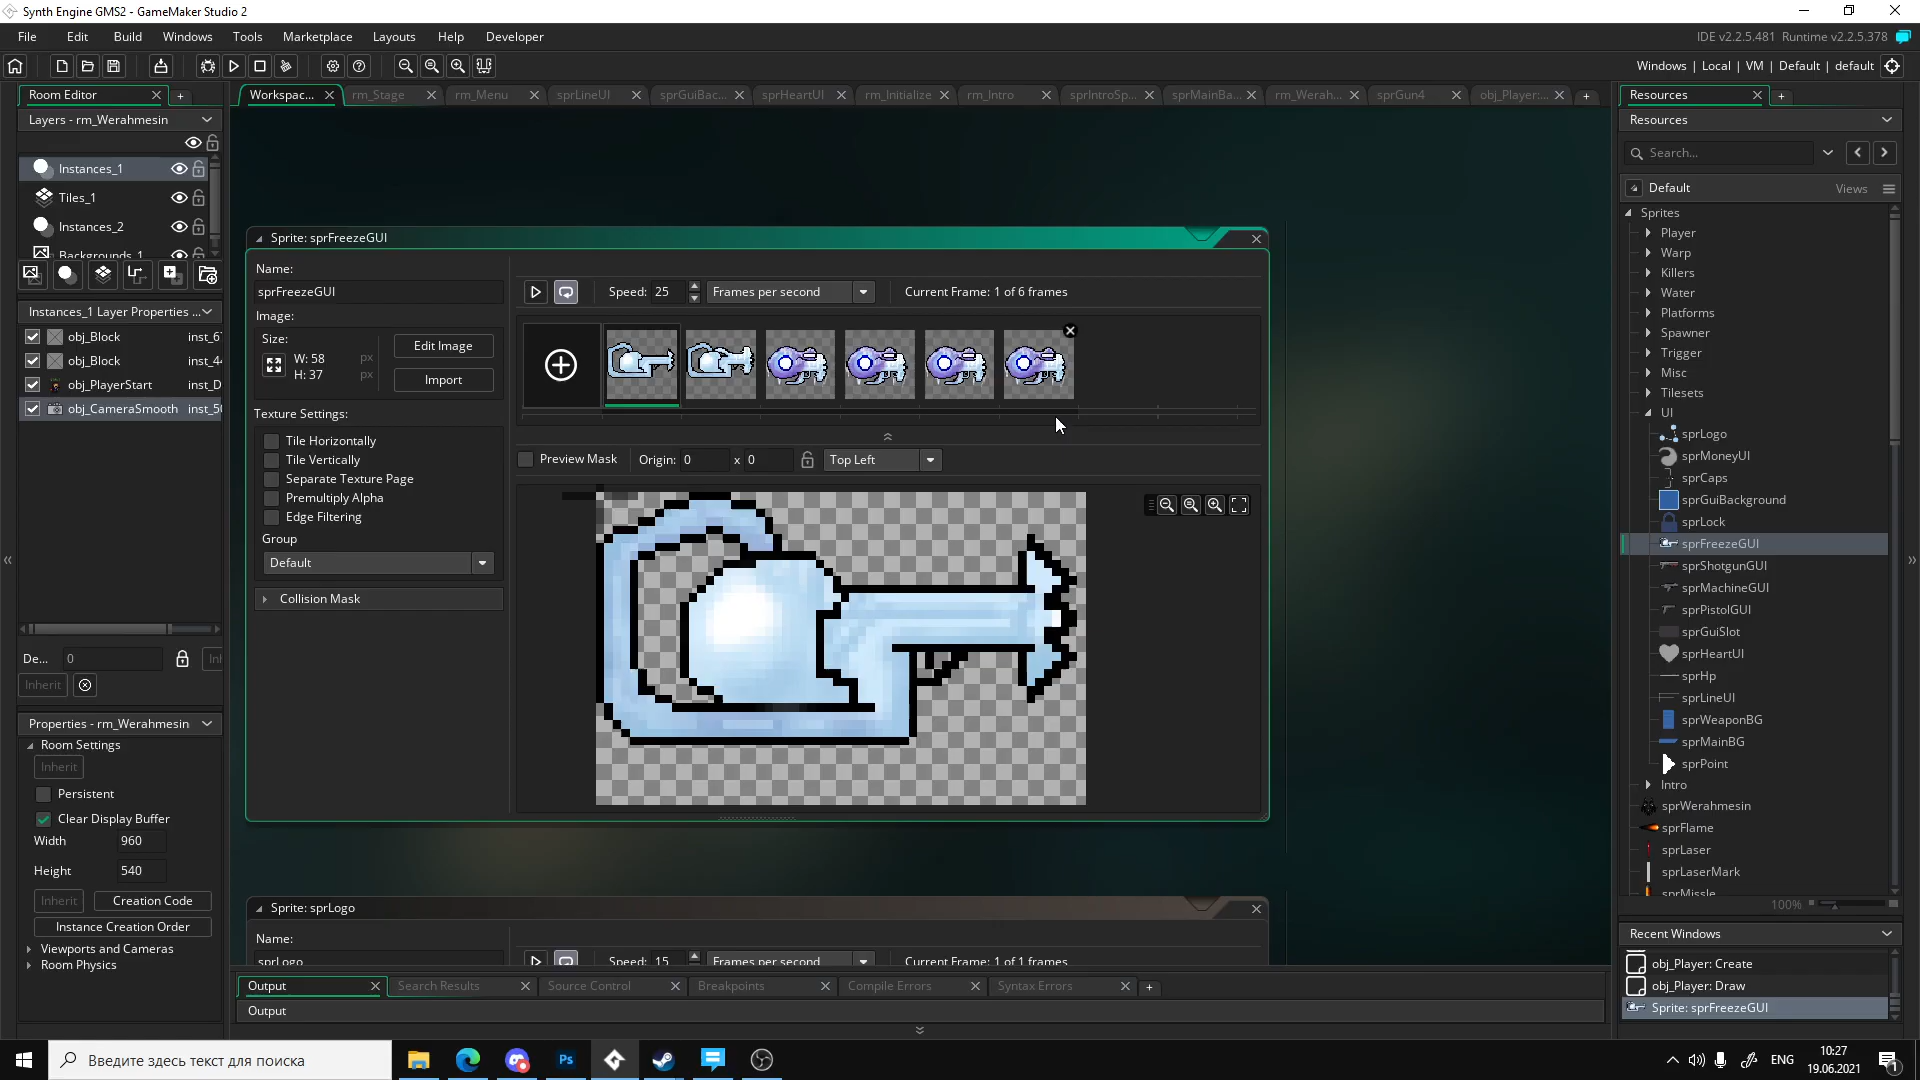 Synth Engine GMS2 - GameMaker Studio 2
File Edit Build Windows Tools Marketplace Layouts Help Developer
IDE v2.2.5.481 Runtime v2.2.5.378
Windows | Local | VM | Default | default
Room Editor
Layers - rm_Werahmesin
Instances_1
Tiles_1
Instances_2
Backgrounds_1
Instances_1 Layer Properties ...
obj_Block inst_67
obj_Block inst_44
obj_PlayerStart inst_D
obj_CameraSmooth inst_50
De... 0 Inh
Inherit
Properties - rm_Werahmesin
Room Settings
Inherit
Persistent
Clear Display Buffer
Width 960
Height 540
Inherit Creation Code
Instance Creation Order
Viewports and Cameras
Room Physics
Workspac... rm_Stage rm_Menu sprLineUI sprGuiBac... sprHeartUI rm_Initialize rm_Intro sprIntroSp... sprMainBa... rm_Werah... sprGun4 obj_Player:...
Sprite: sprFreezeGUI
Name:
sprFreezeGUI
Image:
Size:
W: 58 px
H: 37 px
Edit Image
Import
Texture Settings:
Tile Horizontally
Tile Vertically
Separate Texture Page
Premultiply Alpha
Edge Filtering
Group
Default
Collision Mask
Speed: 25 Frames per second Current Frame: 1 of 6 frames
Preview Mask Origin: 0 x 0 Top Left
Sprite: sprLogo
Name:
sprLogo
Speed: 15 Frames per second Current Frame: 1 of 1 frames
Output Search Results Source Control Breakpoints Compile Errors Syntax Errors
Output
Resources
Resources
Search...
Default Views
Sprites
Player
Warp
Killers
Water
Platforms
Spawner
Trigger
Misc
Tilesets
UI
sprLogo
sprMoneyUI
sprCaps
sprGuiBackground
sprLock
sprFreezeGUI
sprShotgunGUI
sprMachineGUI
sprPistolGUI
sprGuiSlot
sprHeartUI
sprHp
sprLineUI
sprWeaponBG
sprMainBG
sprPoint
Intro
sprWerahmesin
sprFlame
sprLaser
sprLaserMark
sprMissle
100%
Recent Windows
obj_Player: Create
obj_Player: Draw
Sprite: sprFreezeGUI
Введите здесь текст для поиска
Ps
ENG
10:27
19.06.2021
1